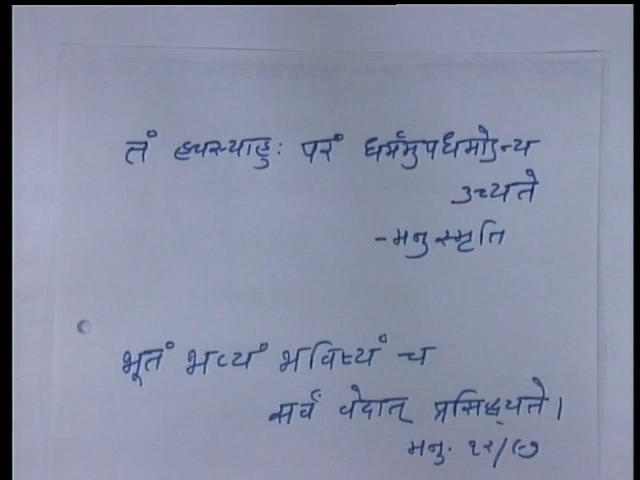 तं ह्यस्याहुः परं धर्ममुपधर्मोऽन्य
उच्यते
-मनुस्मृति
भूतं भव्यं भविष्यं च
सर्वं वेदात् प्रसिद्ध्यते।
मनु. १२/९७